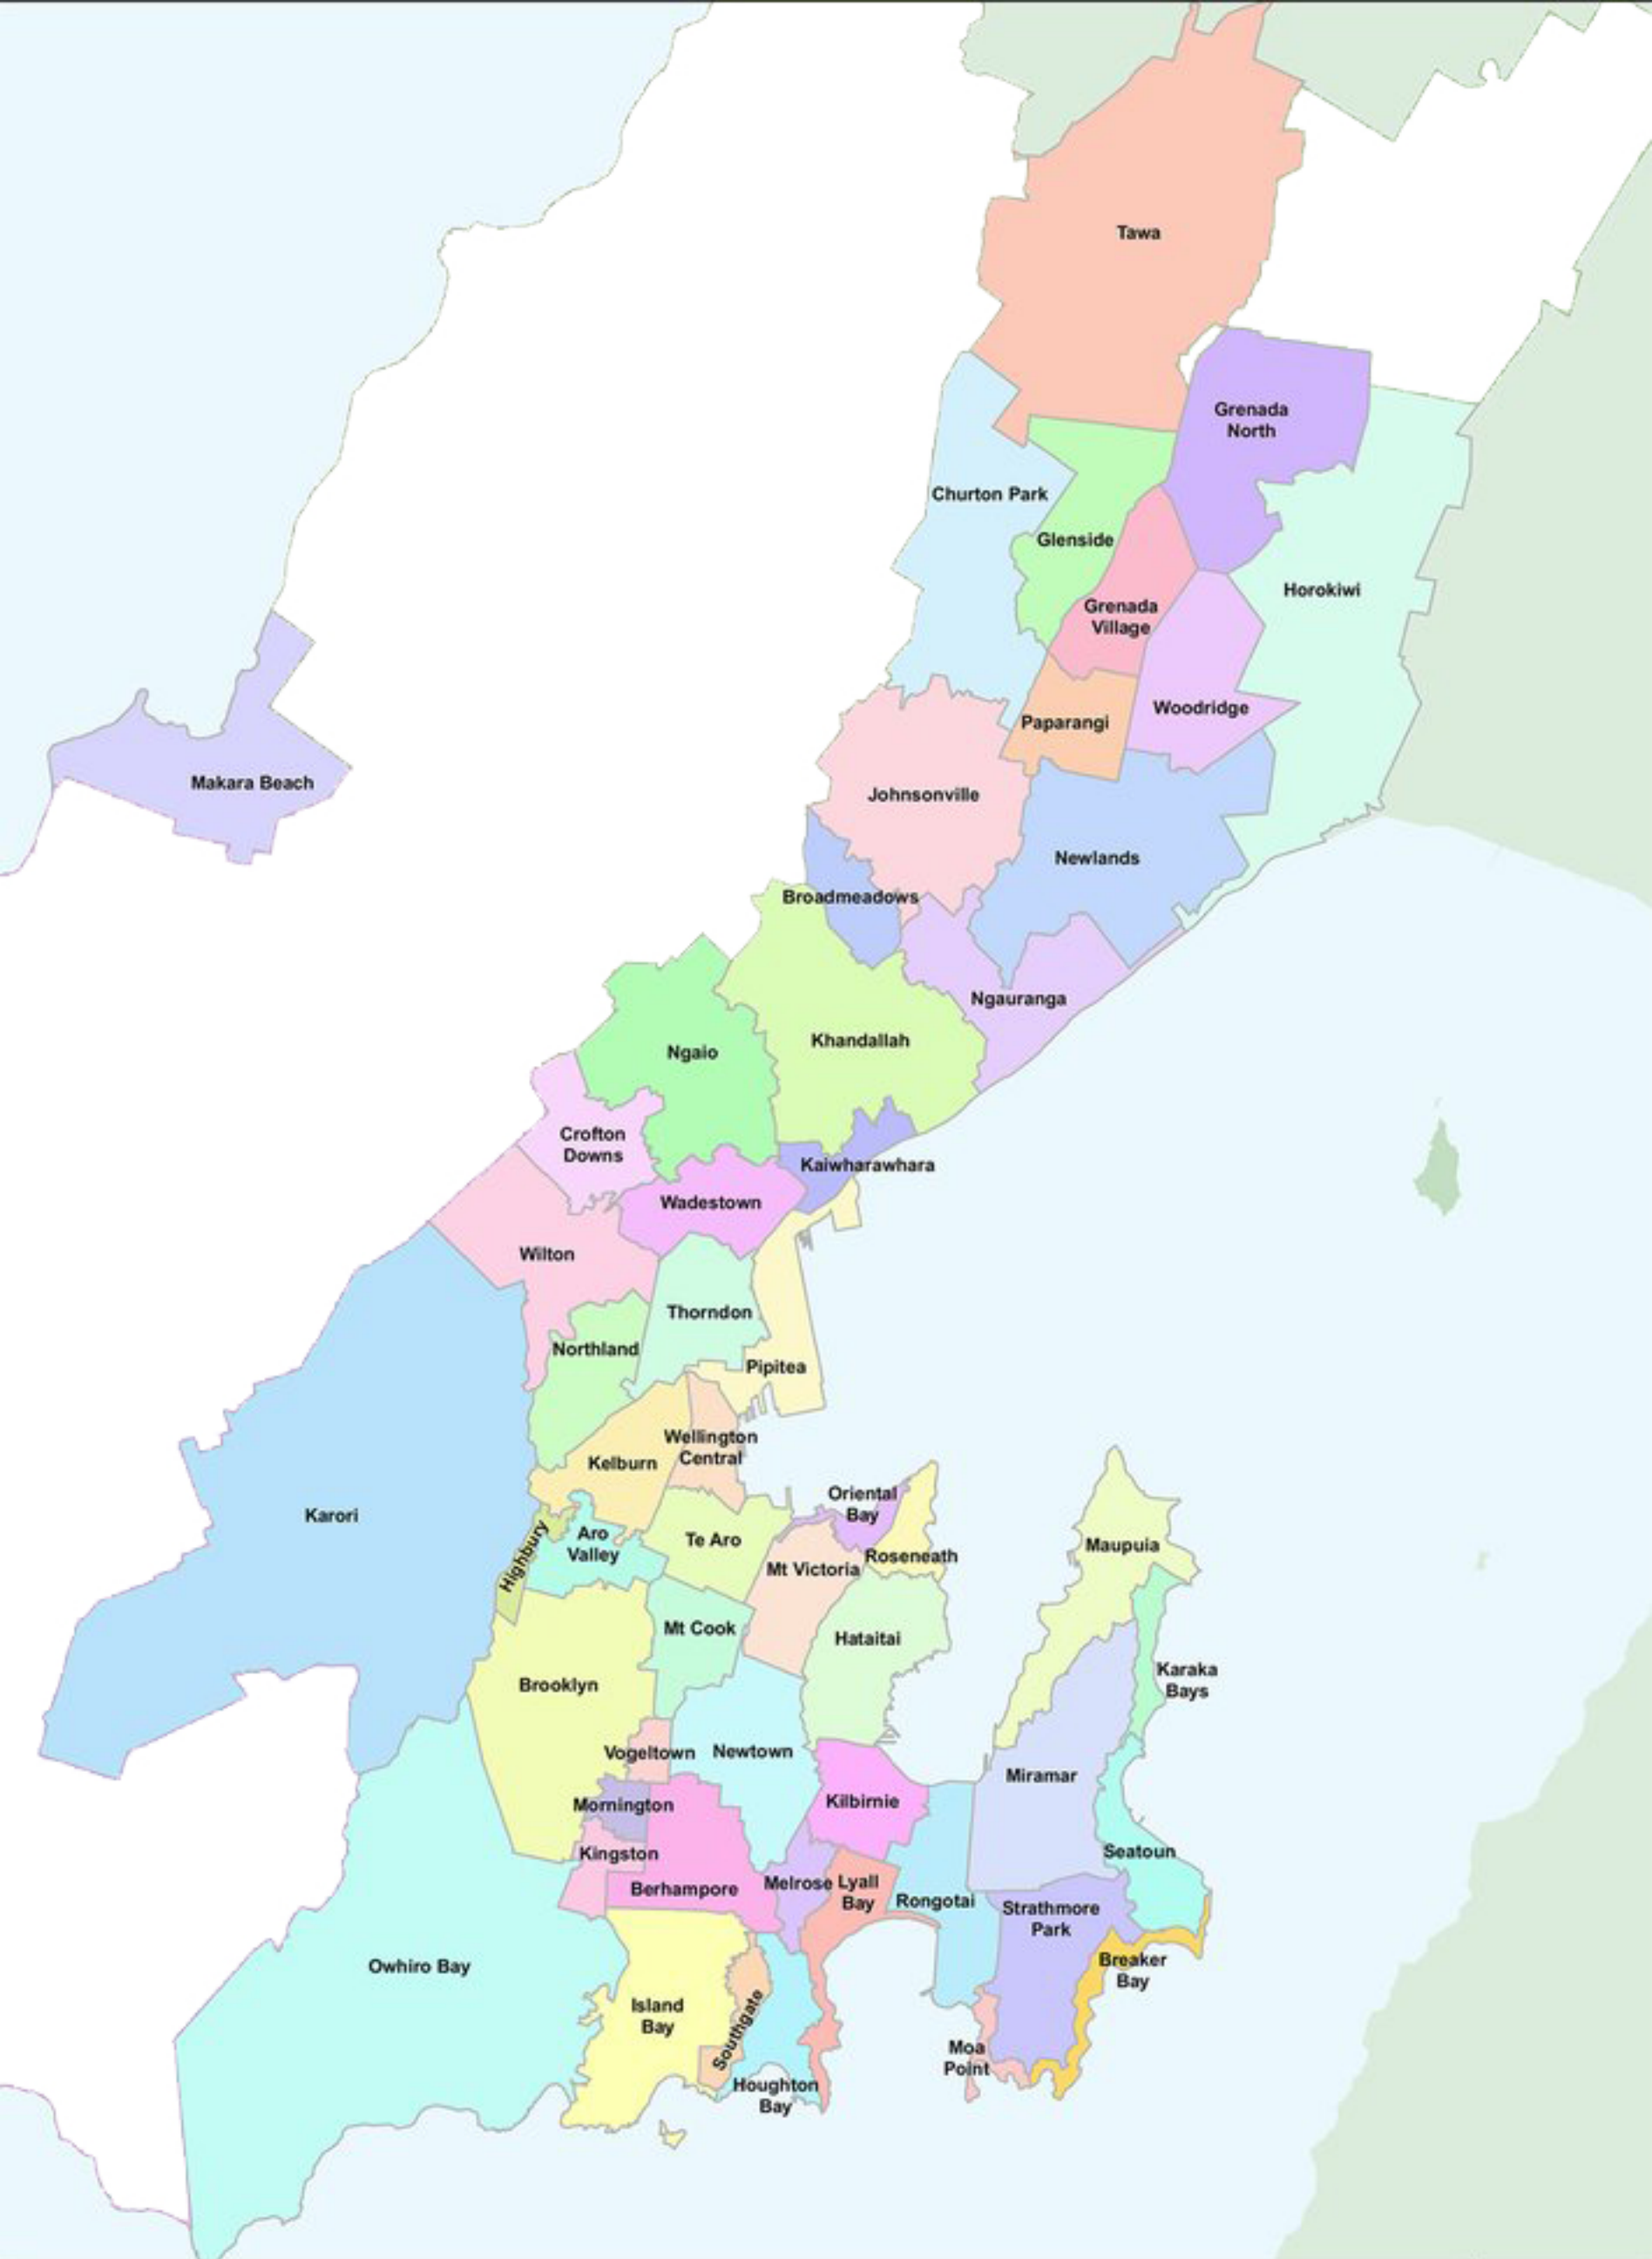 Tawa
Grenada
North
Churton Park
Glenside
Horokiwi
Grenada
Village
Woodridge
Paparangi
Makara Beach
Johnsonville
Newlands
Broadmeadows
Ngauranga
Khandallah
Ngaio
Crofton
Downs
Kaiwharawhara
Wadestown
Wilton
Thorndon
Northland
Pipitea
Wellington
Central
Kelburn
Oriental
Bay
Karori
Highbury
Aro
Valley
Te Aro
Mt Victoria
Roseneath
Maupuia
Mt Cook
Hataitai
Karaka
Bays
Brooklyn
Vogeltown
Newtown
Miramar
Mornington
Kilbirnie
Kingston
Seatoun
Berhampore
Melrose
Lyall
Bay
Rongotai
Strathmore
Park
Owhiro Bay
Breaker
Bay
Island
Bay
Southgate
Moa
Point
Houghton
Bay